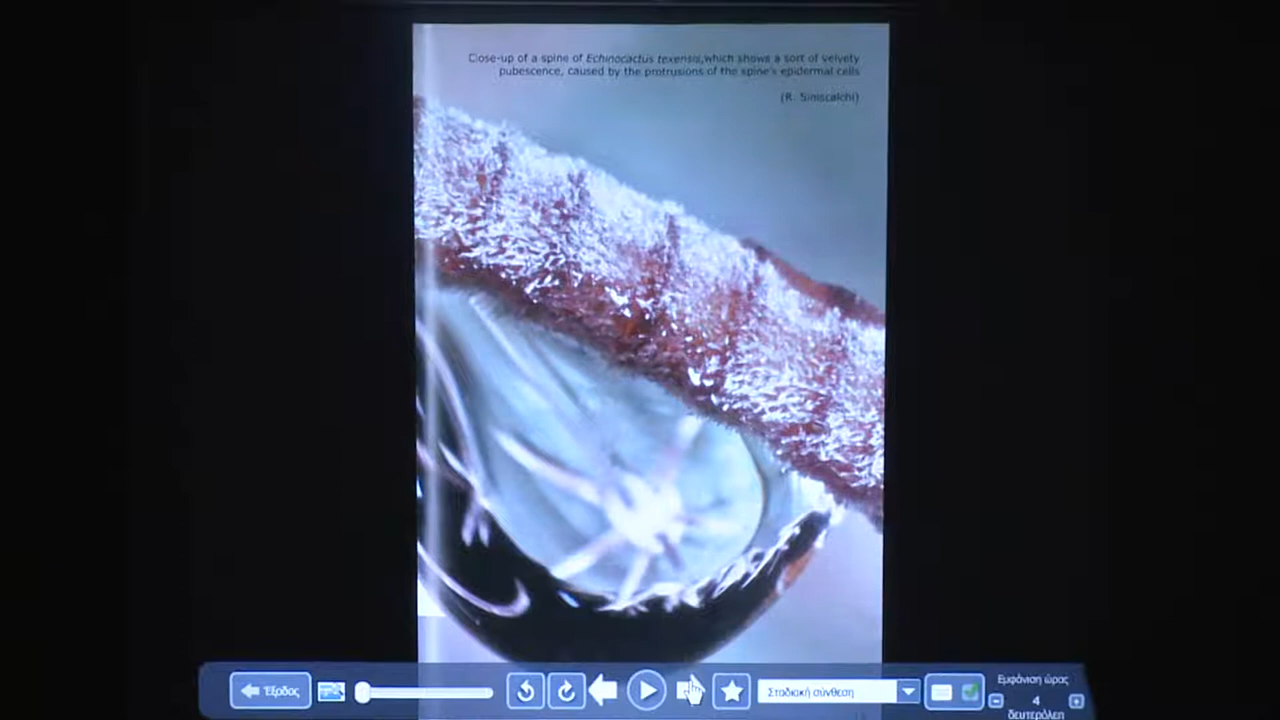 Close-up of a spine of Echinocactus texensis, which shows a sort of velvety
pubescence, caused by the protrusions of the spine's epidermal cells
(R. Siniscalchi)
Έξοδος
Σταδιακή σύνθεση
Εμφάνιση ώρας
4
δευτερόλεπ